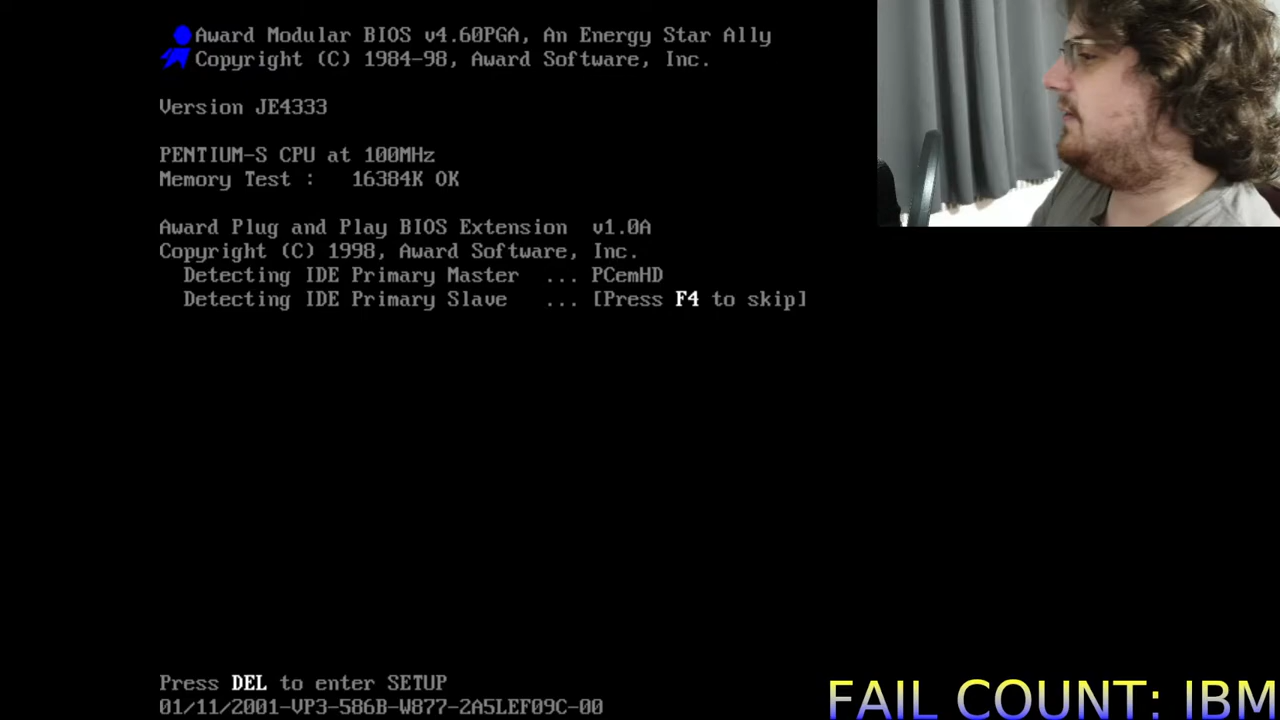 Award Modular BIOS v4.60PGA, An Energy Star Ally
Copyright (C) 1984-98, Award Software, Inc.
Version JE4333
PENTIUM-S CPU at 100MHz
Memory Test :   16384K OK
Award Plug and Play BIOS Extension  v1.0A
Copyright (C) 1998, Award Software, Inc.
Detecting IDE Primary Master  ... PCemHD
Detecting IDE Primary Slave   ... [Press F4 to skip]
Press DEL to enter SETUP
01/11/2001-VP3-586B-W877-2A5LEF09C-00
FAIL COUNT: IBM